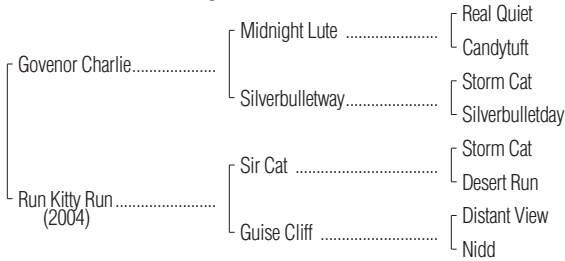 Real Quiet
Midnight Lute ........................
Candytuft
Govenor Charlie......................
Storm Cat
Silverbulletway........................
Silverbulletday
Storm Cat
Sir Cat ....................................
Desert Run
Run Kitty Run ..........................
(2004)
Distant View
Guise Cliff ..............................
Nidd